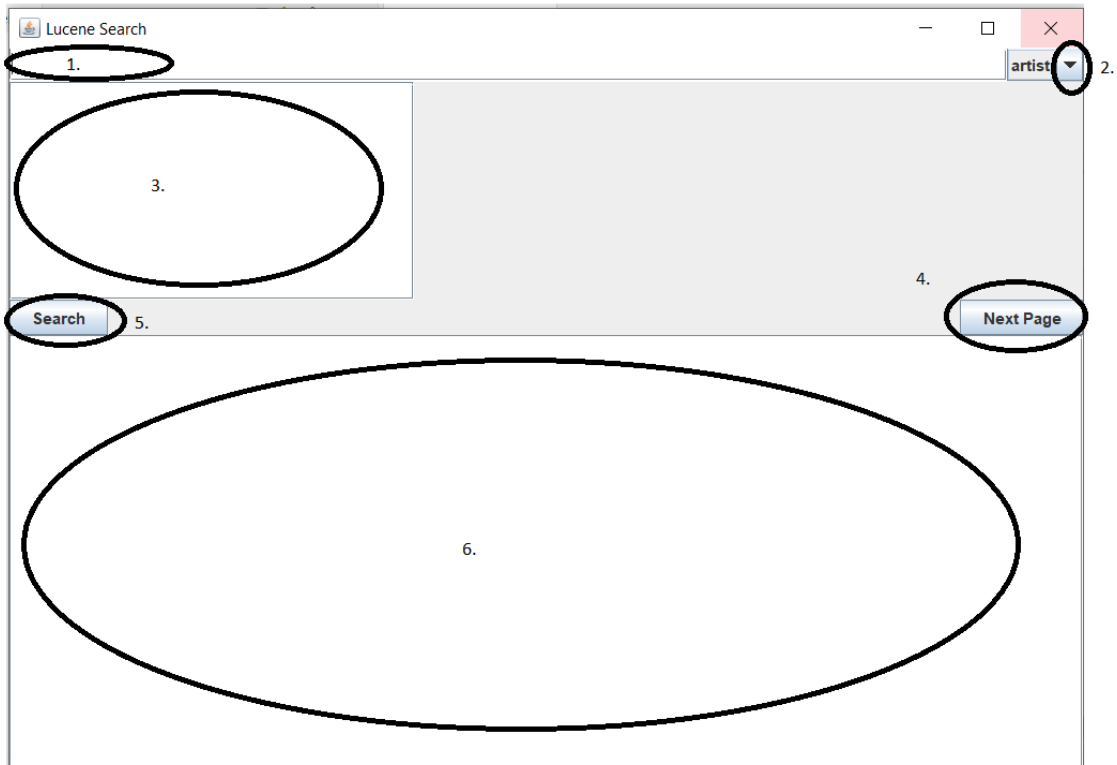 Lucene Search
1.
artist
2.
3.
4.
Search
5.
Next Page
6.